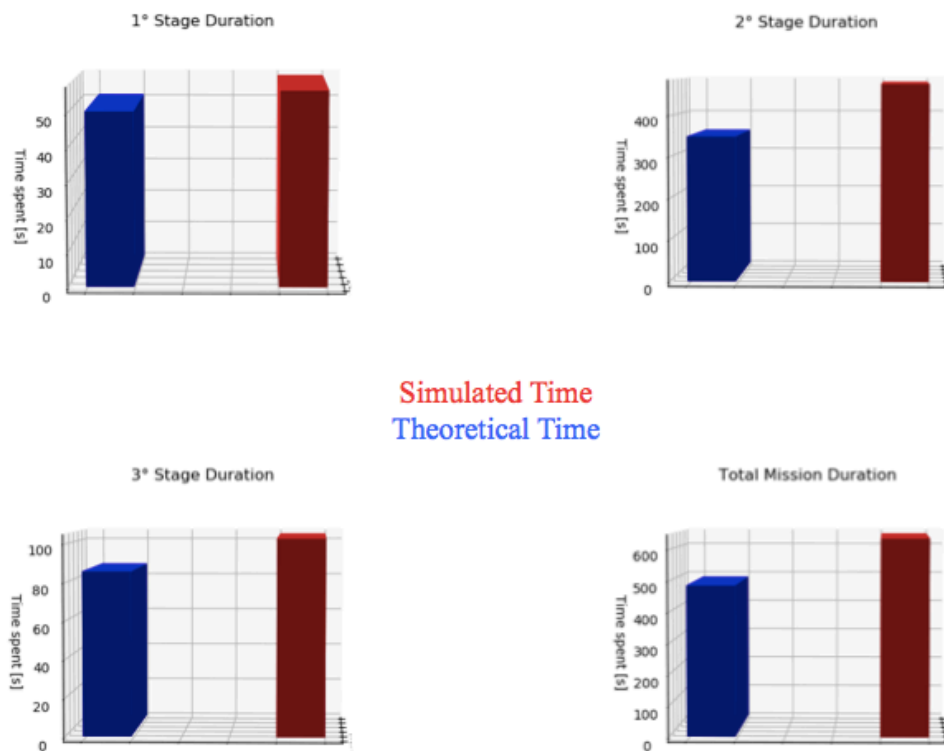 1° Stage Duration
50
40
30
20
10
0
Time spent [s]
2° Stage Duration
400
300
200
100
0
Time spent [s]
Simulated Time
Theoretical Time
3° Stage Duration
100
80
60
40
20
0
Time spent [s]
Total Mission Duration
600
500
400
300
200
100
0
Time spent [s]